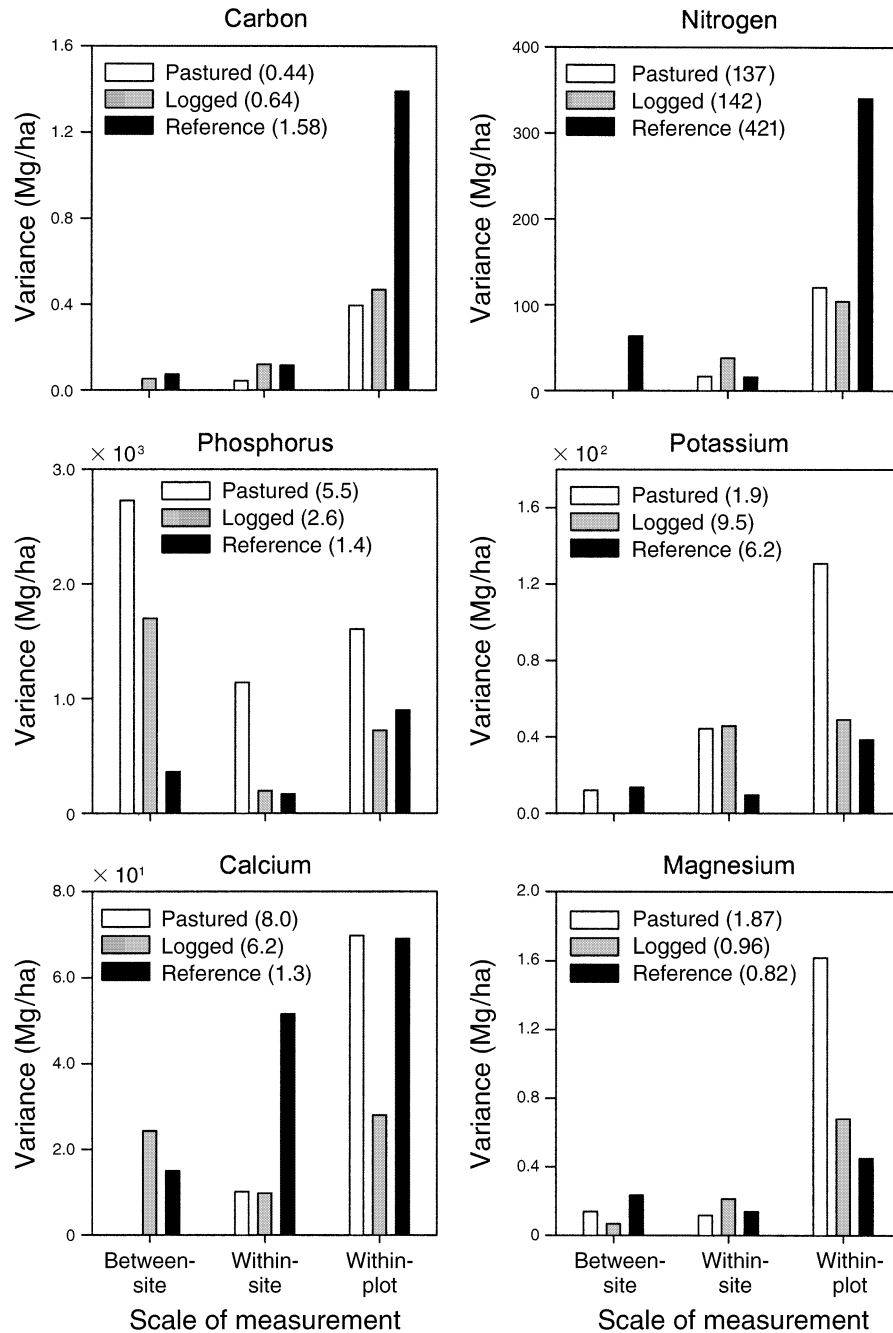 Carbon
Variance (Mg/ha)
1.6
1.2
0.8
0.4
0.0
Pastured (0.44)
Logged (0.64)
Reference (1.58)
Nitrogen
Variance (Mg/ha)
400
300
200
100
0
Pastured (137)
Logged (142)
Reference (421)
Phosphorus
× 10³
Variance (Mg/ha)
3.0
2.0
1.0
0
Pastured (5.5)
Logged (2.6)
Reference (1.4)
Potassium
× 10²
Variance (Mg/ha)
1.6
1.2
0.8
0.4
0.0
Pastured (1.9)
Logged (9.5)
Reference (6.2)
Calcium
× 10¹
Variance (Mg/ha)
8.0
6.0
4.0
2.0
0
Pastured (8.0)
Logged (6.2)
Reference (1.3)
Between-
site
Within-
site
Within-
plot
Scale of measurement
Magnesium
Variance (Mg/ha)
2.0
1.6
1.2
0.8
0.4
0
Pastured (1.87)
Logged (0.96)
Reference (0.82)
Between-
site
Within-
site
Within-
plot
Scale of measurement